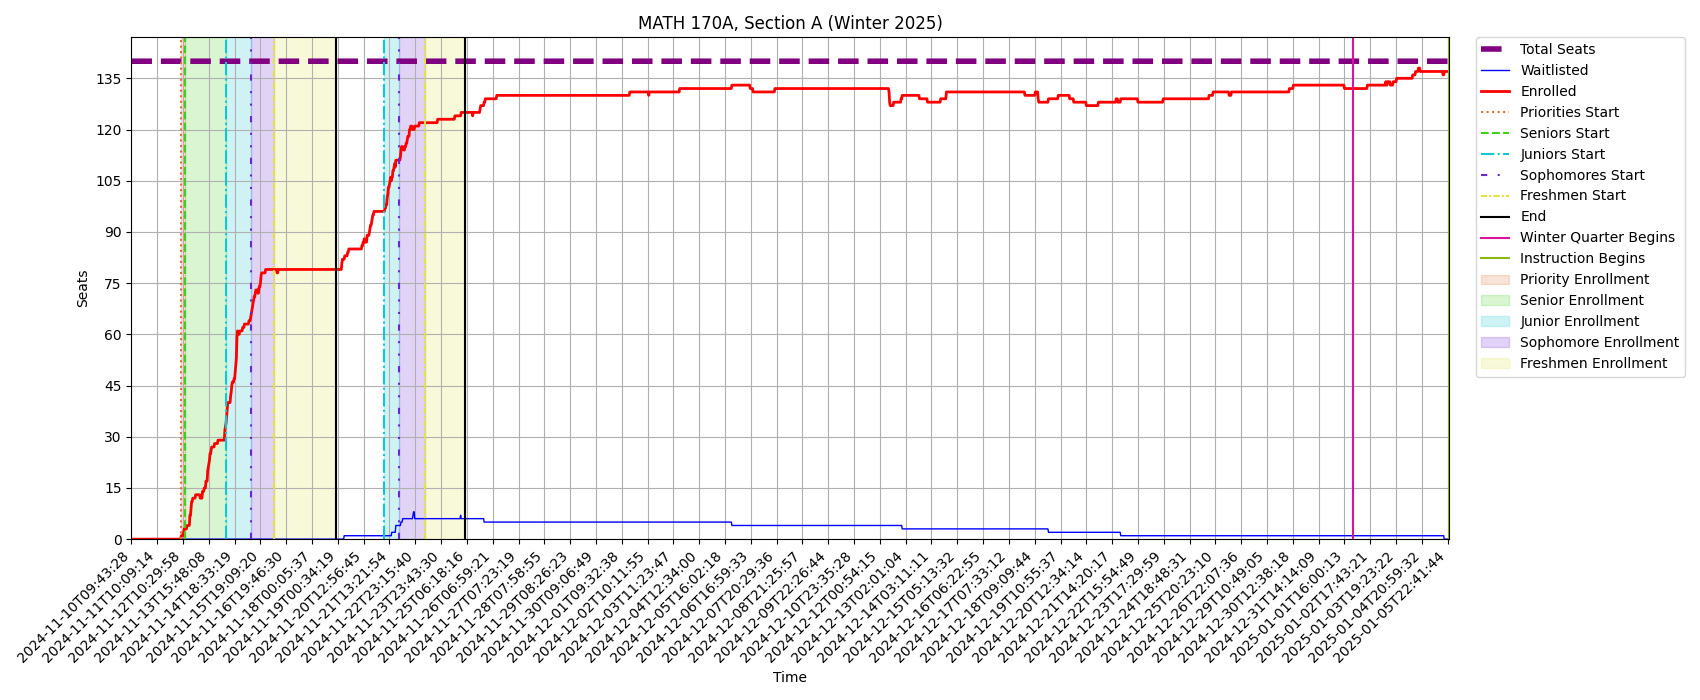 MATH 170A, Section A (Winter 2025)
Seats
135
120
105
90
75
60
45
30
15
0
2024-11-10T09:43:28
2024-11-11T10:09:14
2024-11-12T10:29:58
2024-11-13T15:48:08
2024-11-14T18:33:19
2024-11-15T19:09:20
2024-11-16T19:46:30
2024-11-18T00:05:37
2024-11-19T00:34:19
2024-11-20T12:56:45
2024-11-21T13:21:54
2024-11-22T23:15:40
2024-11-23T23:43:30
2024-11-25T06:18:16
2024-11-26T06:59:21
2024-11-27T07:23:19
2024-11-28T07:58:55
2024-11-29T08:26:23
2024-11-30T09:06:49
2024-12-01T09:32:38
2024-12-02T10:11:55
2024-12-03T11:23:47
2024-12-04T12:34:00
2024-12-06T16:02:18
2024-12-06T16:59:33
2024-12-07T20:29:36
2024-12-08T21:25:57
2024-12-09T22:26:44
2024-12-10T23:35:28
2024-12-12T00:54:15
2024-12-13T02:01:04
2024-12-14T03:11:11
2024-12-15T05:13:32
2024-12-16T06:22:55
2024-12-17T07:33:12
2024-12-18T09:09:44
2024-12-19T10:55:37
2024-12-21T12:34:14
2024-12-21T14:20:17
2024-12-22T15:54:49
2024-12-23T17:29:59
2024-12-24T18:48:31
2024-12-25T20:23:10
2024-12-26T22:07:36
2024-12-29T10:49:05
2024-12-30T12:38:18
2024-12-31T14:14:09
2025-01-01T16:00:13
2025-01-02T17:43:21
2025-01-03T19:23:22
2025-01-04T20:59:32
2025-01-05T22:41:44
Time
Total Seats
Waitlisted
Enrolled
Priorities Start
Seniors Start
Juniors Start
Sophomores Start
Freshmen Start
End
Winter Quarter Begins
Instruction Begins
Priority Enrollment
Senior Enrollment
Junior Enrollment
Sophomore Enrollment
Freshmen Enrollment